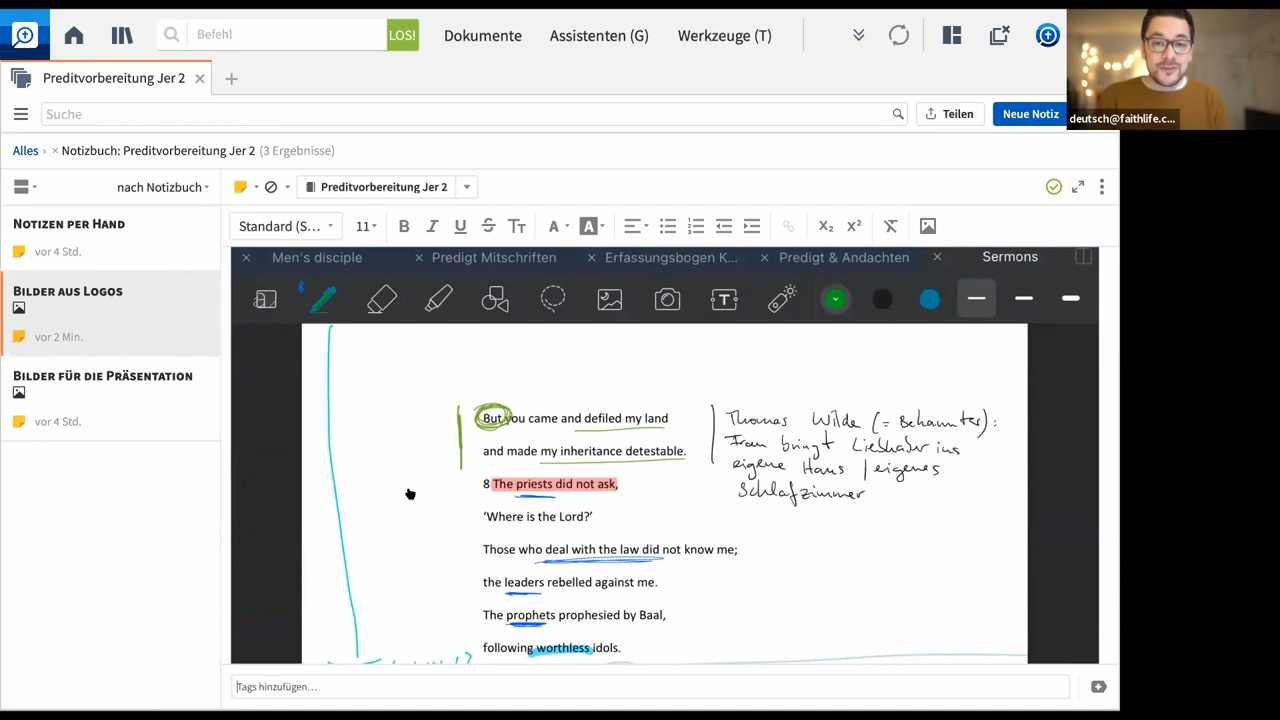 Befehl
LOS!
Dokumente
Assistenten (G)
Werkzeuge (T)
deutsch@faithlife.c...
Preditvorbereitung Jer 2
Suche
Teilen
Neue Notiz
Alles › × Notizbuch: Preditvorbereitung Jer 2 (3 Ergebnisse)
nach Notizbuch
Preditvorbereitung Jer 2
NOTIZEN PER HAND
vor 4 Std.
BILDER AUS LOGOS
vor 2 Min.
BILDER FÜR DIE PRÄSENTATION
vor 4 Std.
Standard (S...
11
B I U S TT A A X₂ X²
Men's disciple
Predigt Mitschriften
Erfassungsbogen K...
Predigt & Andachten
Sermons
T
But you came and defiled my land
and made my inheritance detestable.
8 The priests did not ask,
'Where is the Lord?'
Those who deal with the law did not know me;
the leaders rebelled against me.
The prophets prophesied by Baal,
following worthless idols.
Thomas Wilde (= Bekannter):
Frau bringt Liebhaber ins
eigene Haus / eigenes
Schlafzimmer
Tags hinzufügen...